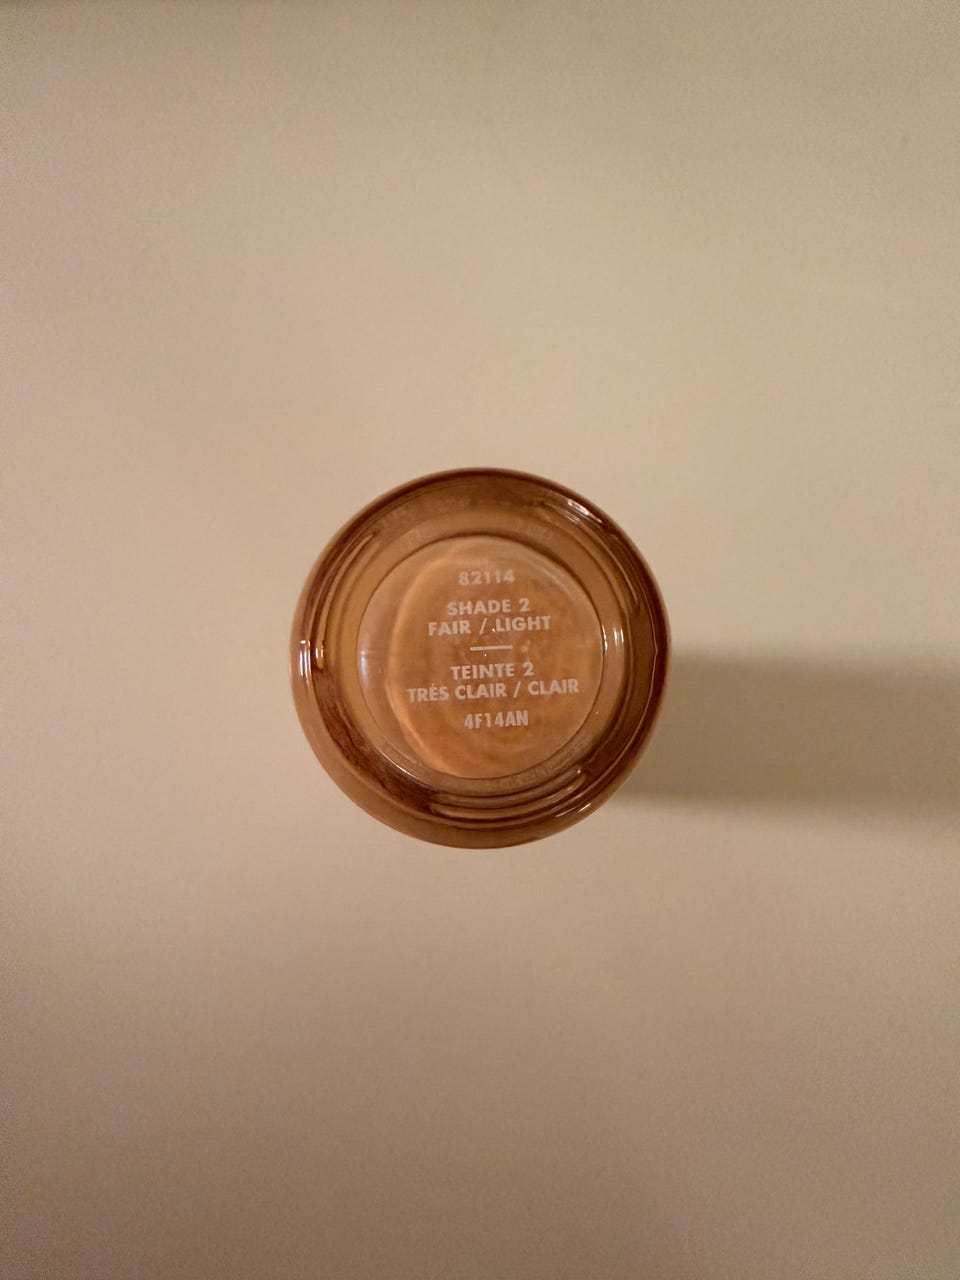 82114
SHADE 2
FAIR / LIGHT
TEINTE 2
TRÉS CLAIR / CLAIR
4F14AN